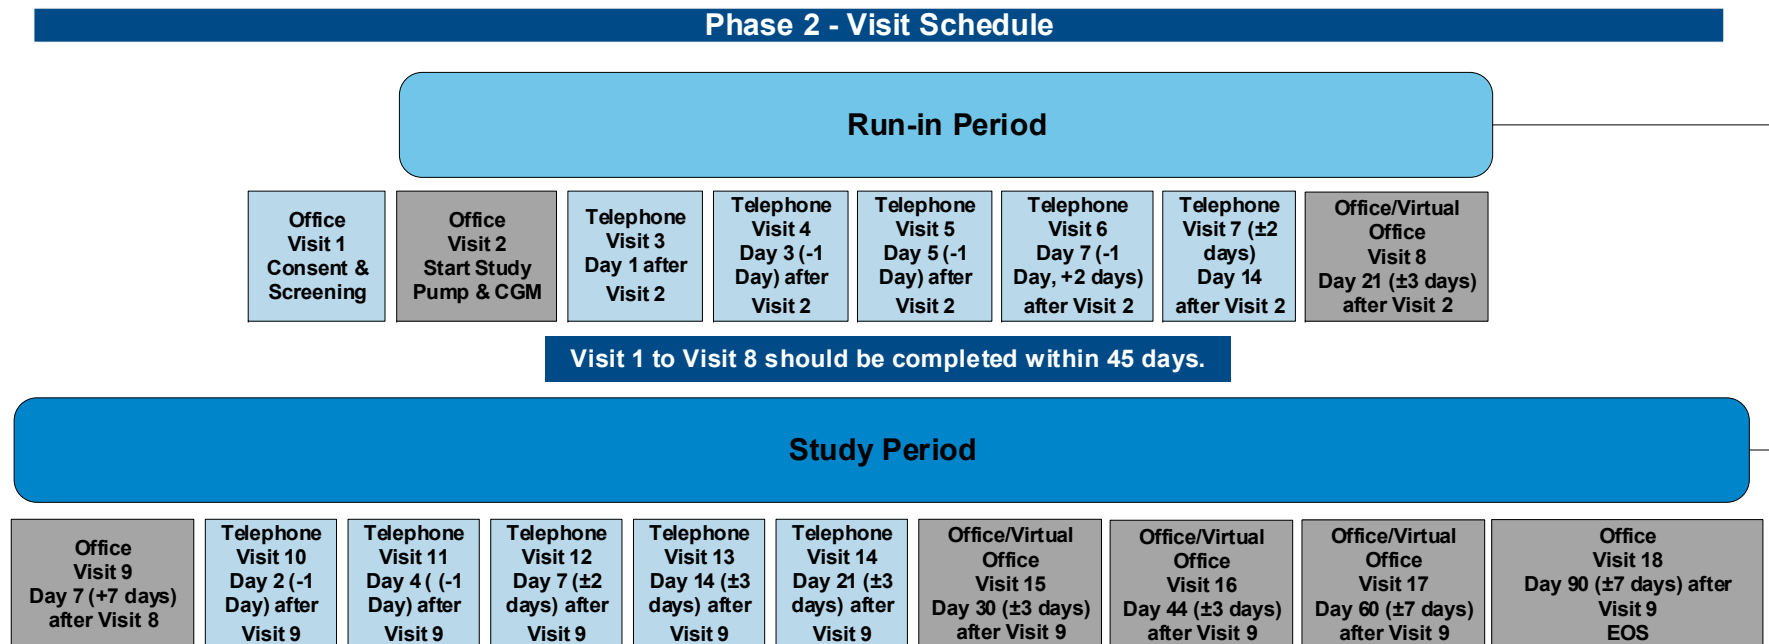 Phase 2 - Visit Schedule
Run-in Period
Office
Visit 1
Consent &
Screening
Office
Visit 2
Start Study
Pump & CGM
Telephone
Visit 3
Day 1 after
Visit 2
Telephone
Visit 4
Day 3 (-1
Day) after
Visit 2
Telephone
Visit 5
Day 5 (-1
Day) after
Visit 2
Telephone
Visit 6
Day 7 (-1
Day, +2 days)
after Visit 2
Telephone
Visit 7 (±2
days)
Day 14
after Visit 2
Office/Virtual
Office
Visit 8
Day 21 (±3 days)
after Visit 2
Visit 1 to Visit 8 should be completed within 45 days.
Study Period
Office
Visit 9
Day 7 (+7 days)
after Visit 8
Telephone
Visit 10
Day 2 (-1
Day) after
Visit 9
Telephone
Visit 11
Day 4 ( (-1
Day) after
Visit 9
Telephone
Visit 12
Day 7 (±2
days) after
Visit 9
Telephone
Visit 13
Day 14 (±3
days) after
Visit 9
Telephone
Visit 14
Day 21 (±3
days) after
Visit 9
Office/Virtual
Office
Visit 15
Day 30 (±3 days)
after Visit 9
Office/Virtual
Office
Visit 16
Day 44 (±3 days)
after Visit 9
Office/Virtual
Office
Visit 17
Day 60 (±7 days)
after Visit 9
Office
Visit 18
Day 90 (±7 days) after
Visit 9
EOS